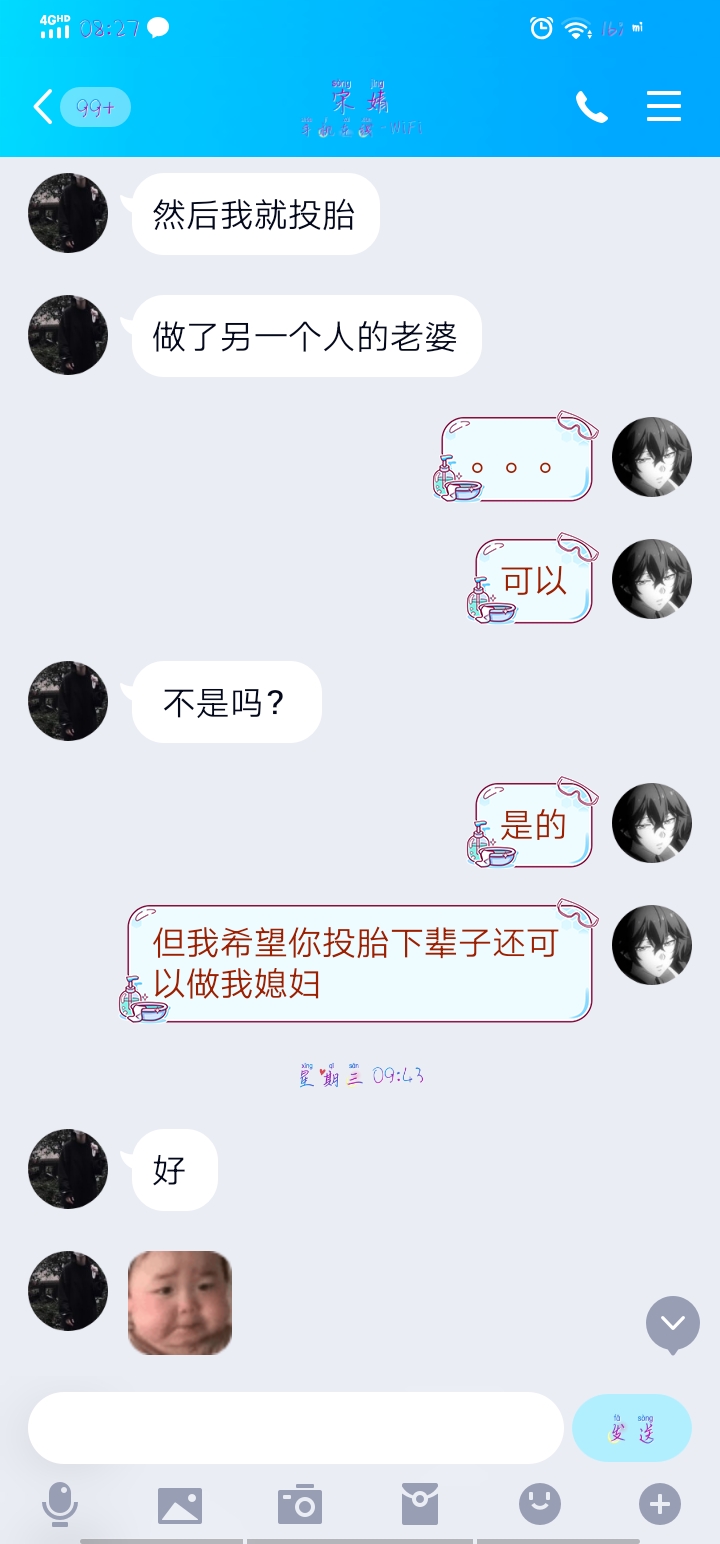 4GHD 08:27
99+
sòng jìng
宋婧
手机在线 - WiFi
然后我就投胎
做了另一个人的老婆
。。。
可以
不是吗?
是的
但我希望你投胎下辈子还可
以做我媳妇
xīng qī sān
星期三 09:43
好
fā sòng
发送